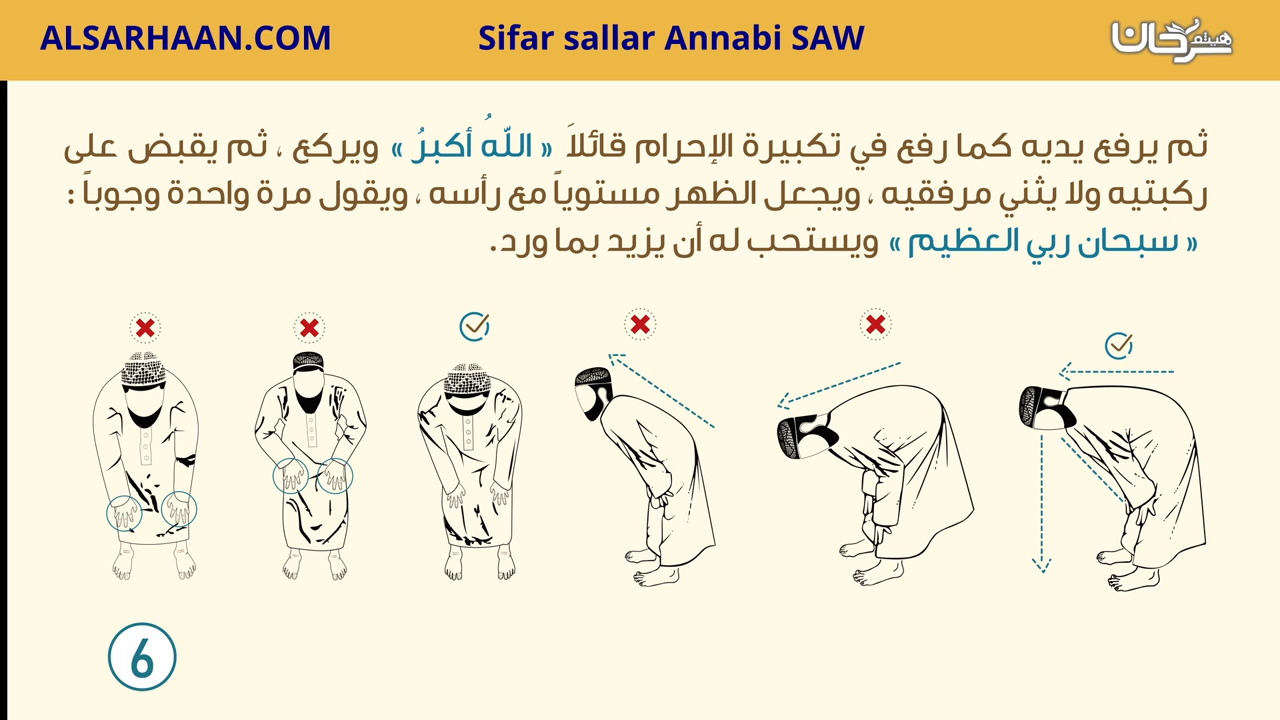 ALSARHAAN.COM
Sifar sallar Annabi SAW
هيثم سرحان
ثم يرفع يديه كما رفع في تكبيرة الإحرام قائلاَ « اللّهُ أكبرُ » ويركع ، ثم يقبض على
ركبتيه ولا يثني مرفقيه ، ويجعل الظهر مستوياً مع رأسه ، ويقول مرة واحدة وجوباً :
« سبحان ربي العظيم » ويستحب له أن يزيد بما ورد.
6